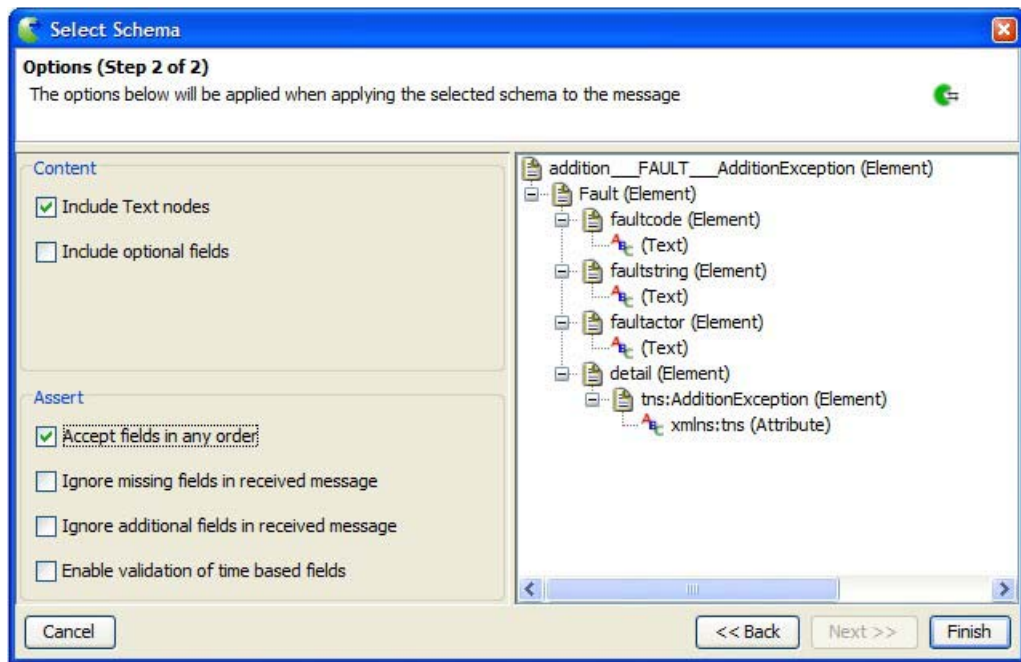 Select Schema
Options (Step 2 of 2)
The options below will be applied when applying the selected schema to the message
Content
Include Text nodes
Include optional fields
Assert
Accept fields in any order
Ignore missing fields in received message
Ignore additional fields in received message
Enable validation of time based fields
addition___FAULT___AdditionException (Element)
Fault (Element)
faultcode (Element)
(Text)
faultstring (Element)
(Text)
faultactor (Element)
(Text)
detail (Element)
tns:AdditionException (Element)
xmlns:tns (Attribute)
Cancel
<< Back
Next >>
Finish